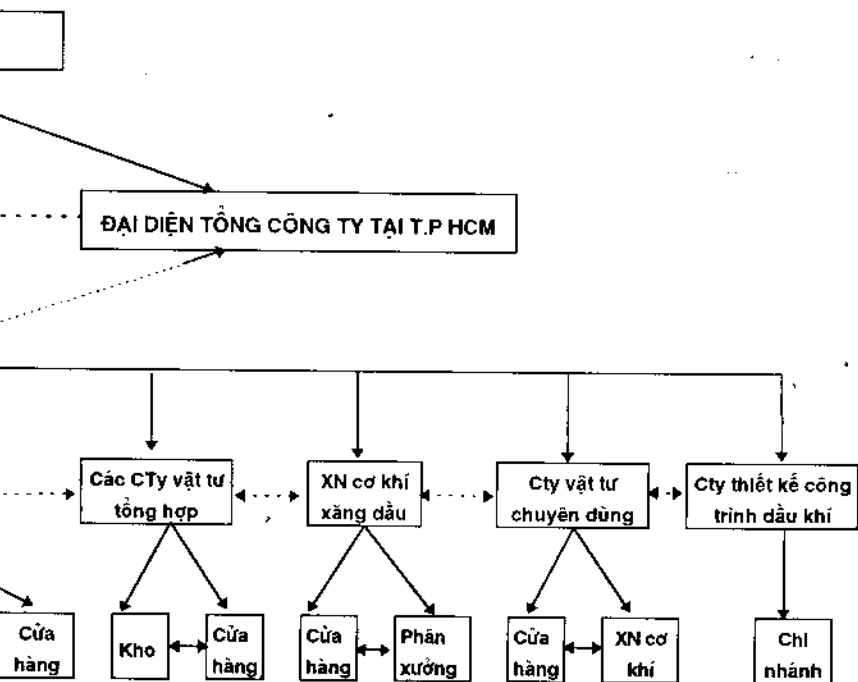 ĐẠI DIỆN TỔNG CÔNG TY TẠI T.P HCM
Các CTy vật tư
tổng hợp
XN cơ khí
xăng dầu
Cty vật tư
chuyên dùng
Cty thiết kế công
trình dầu khí
Cửa
hàng
Kho
Cửa
hàng
Cửa
hàng
Phân
xưởng
Cửa
hàng
XN cơ
khí
Chi
nhánh